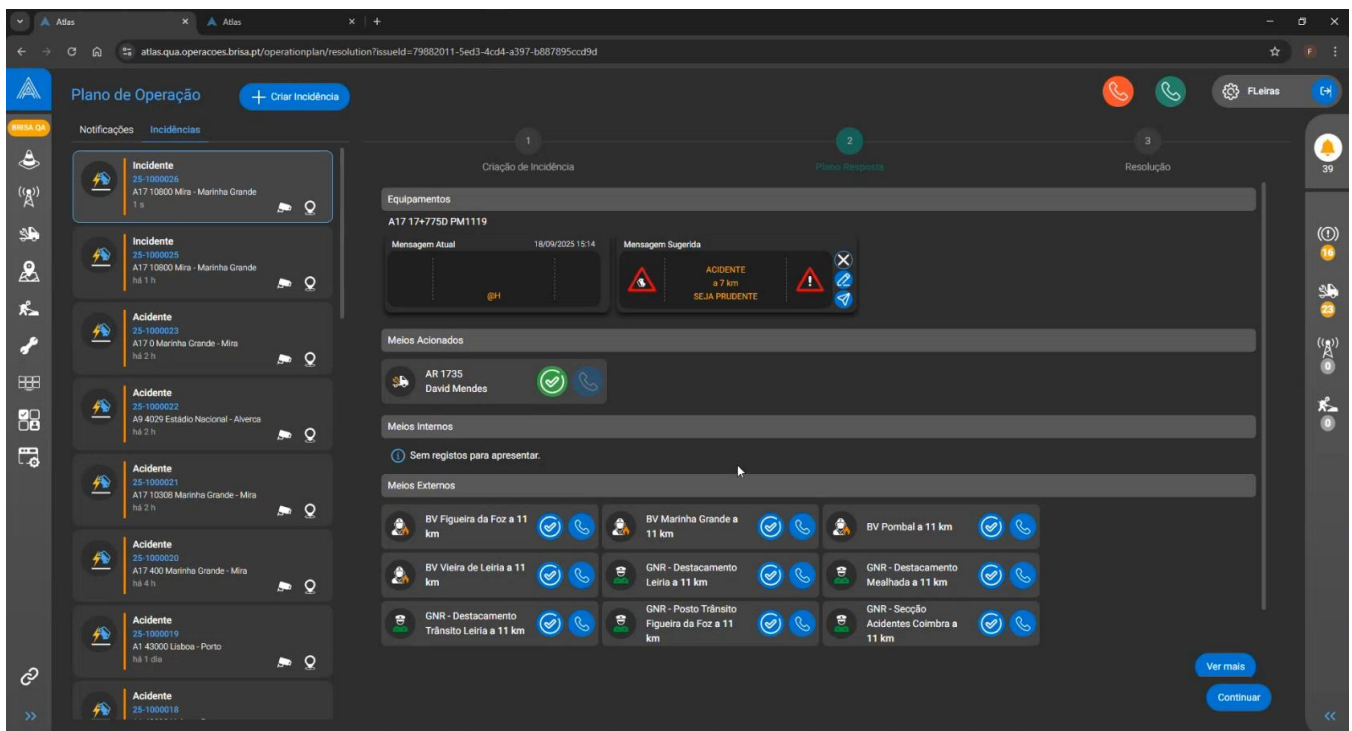 Atlas
Atlas
atlas.qua.operacoes.brisa.pt/operationplan/resolution?issueId=79882011-5ed3-4cd4-a397-b887895ccd9d
F
Plano de Operação
+ Criar Incidência
FLeiras
BRISA QA
Notificações Incidências
1
Criação de Incidência
2
Plano Resposta
3
Resolução
39
16
23
0
0
Incidente
25-1000026
A17 10800 Mira - Marinha Grande
1 s
Incidente
25-1000025
A17 10800 Mira - Marinha Grande
há 1 h
Acidente
25-1000023
A17 0 Marinha Grande - Mira
há 2 h
Acidente
25-1000022
A9 4029 Estádio Nacional - Alverca
há 2 h
Acidente
25-1000021
A17 10308 Marinha Grande - Mira
há 2 h
Acidente
25-1000020
A17 400 Marinha Grande - Mira
há 4 h
Acidente
25-1000019
A1 43000 Lisboa - Porto
há 1 dia
Acidente
25-1000018
Equipamentos
A17 17+775D PM1119
Mensagem Atual 18/09/2025 15:14
@H
Mensagem Sugerida
ACIDENTE
a 7 km
SEJA PRUDENTE
Meios Acionados
AR 1735
David Mendes
Meios Internos
Sem registos para apresentar.
Meios Externos
BV Figueira da Foz a 11
km
BV Marinha Grande a
11 km
BV Pombal a 11 km
BV Vieira de Leiria a 11
km
GNR - Destacamento
Leiria a 11 km
GNR - Destacamento
Mealhada a 11 km
GNR - Destacamento
Trânsito Leiria a 11 km
GNR - Posto Trânsito
Figueira da Foz a 11
km
GNR - Secção
Acidentes Coimbra a
11 km
Ver mais
Continuar